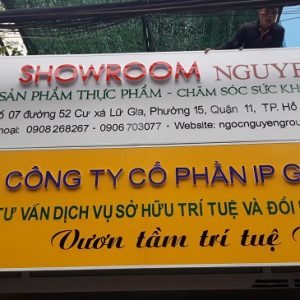 SHOWROOM NGUYE
SẢN PHẨM THỰC PHẨM - CHĂM SÓC SỨC KH
Số 07 đường 52 Cư xá Lữ Gia, Phường 15, Quận 11, TP. Hồ
hoại: 0908 268267 - 0906 703077 - Website: ngocnguyengrou
CÔNG TY CỔ PHẦN IP G
TƯ VẤN DỊCH VỤ SỞ HỮU TRÍ TUỆ VÀ ĐỔI
Vươn tầm trí tuệ